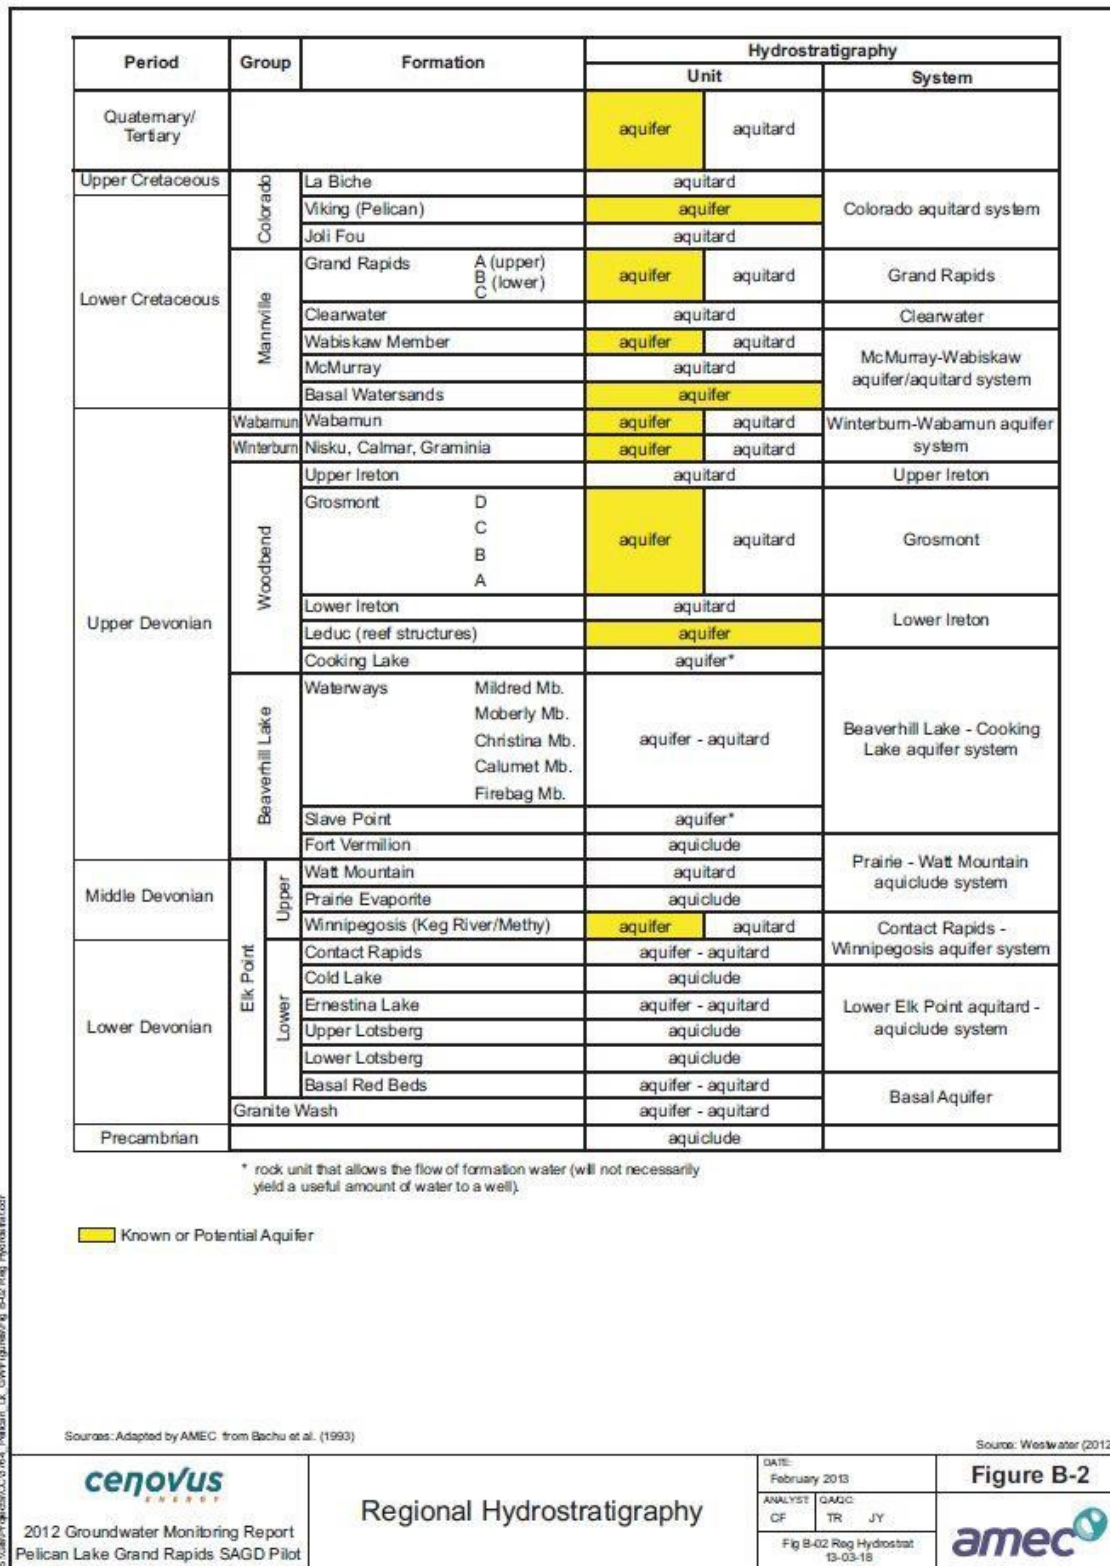 Period Group Formation Hydrostratigraphy
Unit System
Quaternary/
Tertiary
aquifer aquitard
Upper Cretaceous
Colorado
La Biche aquitard
Viking (Pelican) aquifer
Colorado aquitard system
Joli Fou aquitard
Lower Cretaceous
Mannville
Grand Rapids A (upper)
B (lower)
C
aquifer aquitard Grand Rapids
Clearwater aquitard Clearwater
Wabiskaw Member aquifer aquitard
McMurray aquitard
McMurray-Wabiskaw
aquifer/aquitard system
Basal Watersands aquifer
Upper Devonian
Wabamun Wabamun aquifer aquitard
Winterburn Nisku, Calmar, Graminia aquifer aquitard
Winterburn-Wabamun aquifer
system
Woodbend
Upper Ireton aquitard Upper Ireton
Grosmont D
C
B
A
aquifer aquitard Grosmont
Lower Ireton aquitard
Leduc (reef structures) aquifer
Lower Ireton
Cooking Lake aquifer*
Beaverhill Lake
Waterways Mildred Mb.
Moberly Mb.
Christina Mb.
Calumet Mb.
Firebag Mb.
aquifer - aquitard
Beaverhill Lake - Cooking
Lake aquifer system
Slave Point aquifer*
Fort Vermilion aquiclude
Middle Devonian
Elk Point
Upper
Watt Mountain aquitard
Prairie Evaporite aquiclude
Prairie - Watt Mountain
aquiclude system
Winnipegosis (Keg River/Methy) aquifer aquitard
Lower Devonian
Lower
Contact Rapids aquifer - aquitard
Contact Rapids -
Winnipegosis aquifer system
Cold Lake aquiclude
Ernestina Lake aquifer - aquitard
Upper Lotsberg aquiclude
Lower Lotsberg aquiclude
Lower Elk Point aquitard -
aquiclude system
Basal Red Beds aquifer - aquitard
Granite Wash aquifer - aquitard
Basal Aquifer
Precambrian aquiclude
* rock unit that allows the flow of formation water (will not necessarily
yield a useful amount of water to a well).
Known or Potential Aquifer
Sources: Adapted by AMEC from Bachu et al. (1993)
Source: Westwater (2012
cenovus
ENERGY
2012 Groundwater Monitoring Report
Pelican Lake Grand Rapids SAGD Pilot
Regional Hydrostratigraphy
DATE:
February 2013
ANALYST QA/QC
CF TR JY
Fig B-02 Reg Hydrostrat
13-03-18
Figure B-2
amec